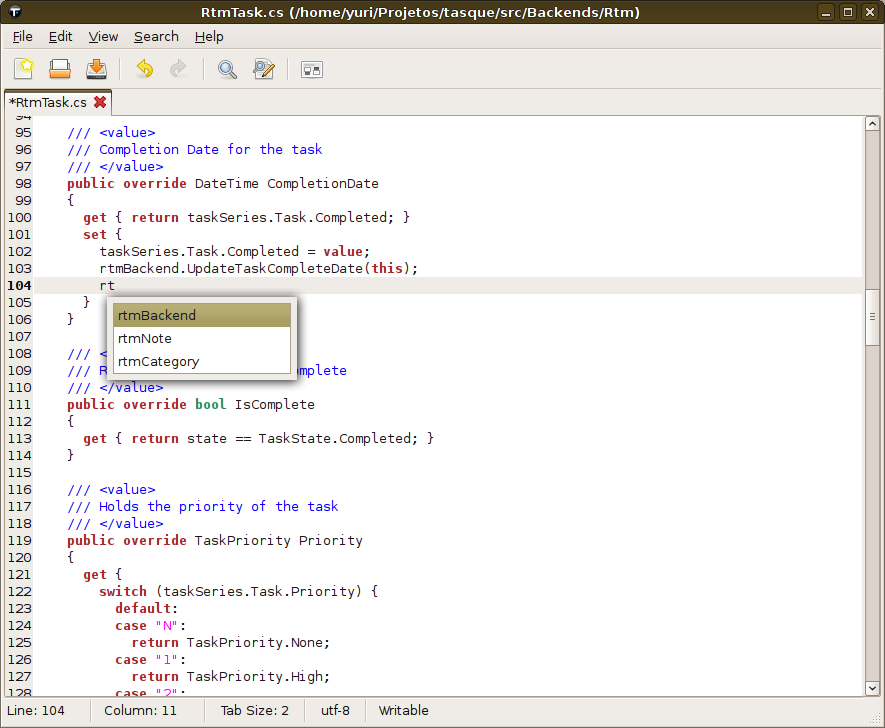 RtmTask.cs (/home/yuri/Projetos/tasque/src/Backends/Rtm)
File Edit View Search Help
*RtmTask.cs
94
95 /// <value>
96 /// Completion Date for the task
97 /// </value>
98 public override DateTime CompletionDate
99 {
100 get { return taskSeries.Task.Completed; }
101 set {
102 taskSeries.Task.Completed = value;
103 rtmBackend.UpdateTaskCompleteDate(this);
104 rt
105 }
106 }
107
rtmBackend
rtmNote
rtmCategory
108 /// <
109 /// R omplete
110 /// </value>
111 public override bool IsComplete
112 {
113 get { return state == TaskState.Completed; }
114 }
115
116 /// <value>
117 /// Holds the priority of the task
118 /// </value>
119 public override TaskPriority Priority
120 {
121 get {
122 switch (taskSeries.Task.Priority) {
123 default:
124 case "N":
125 return TaskPriority.None;
126 case "1":
127 return TaskPriority.High;
128 case "2":
Line: 104 Column: 11 Tab Size: 2 utf-8 Writable